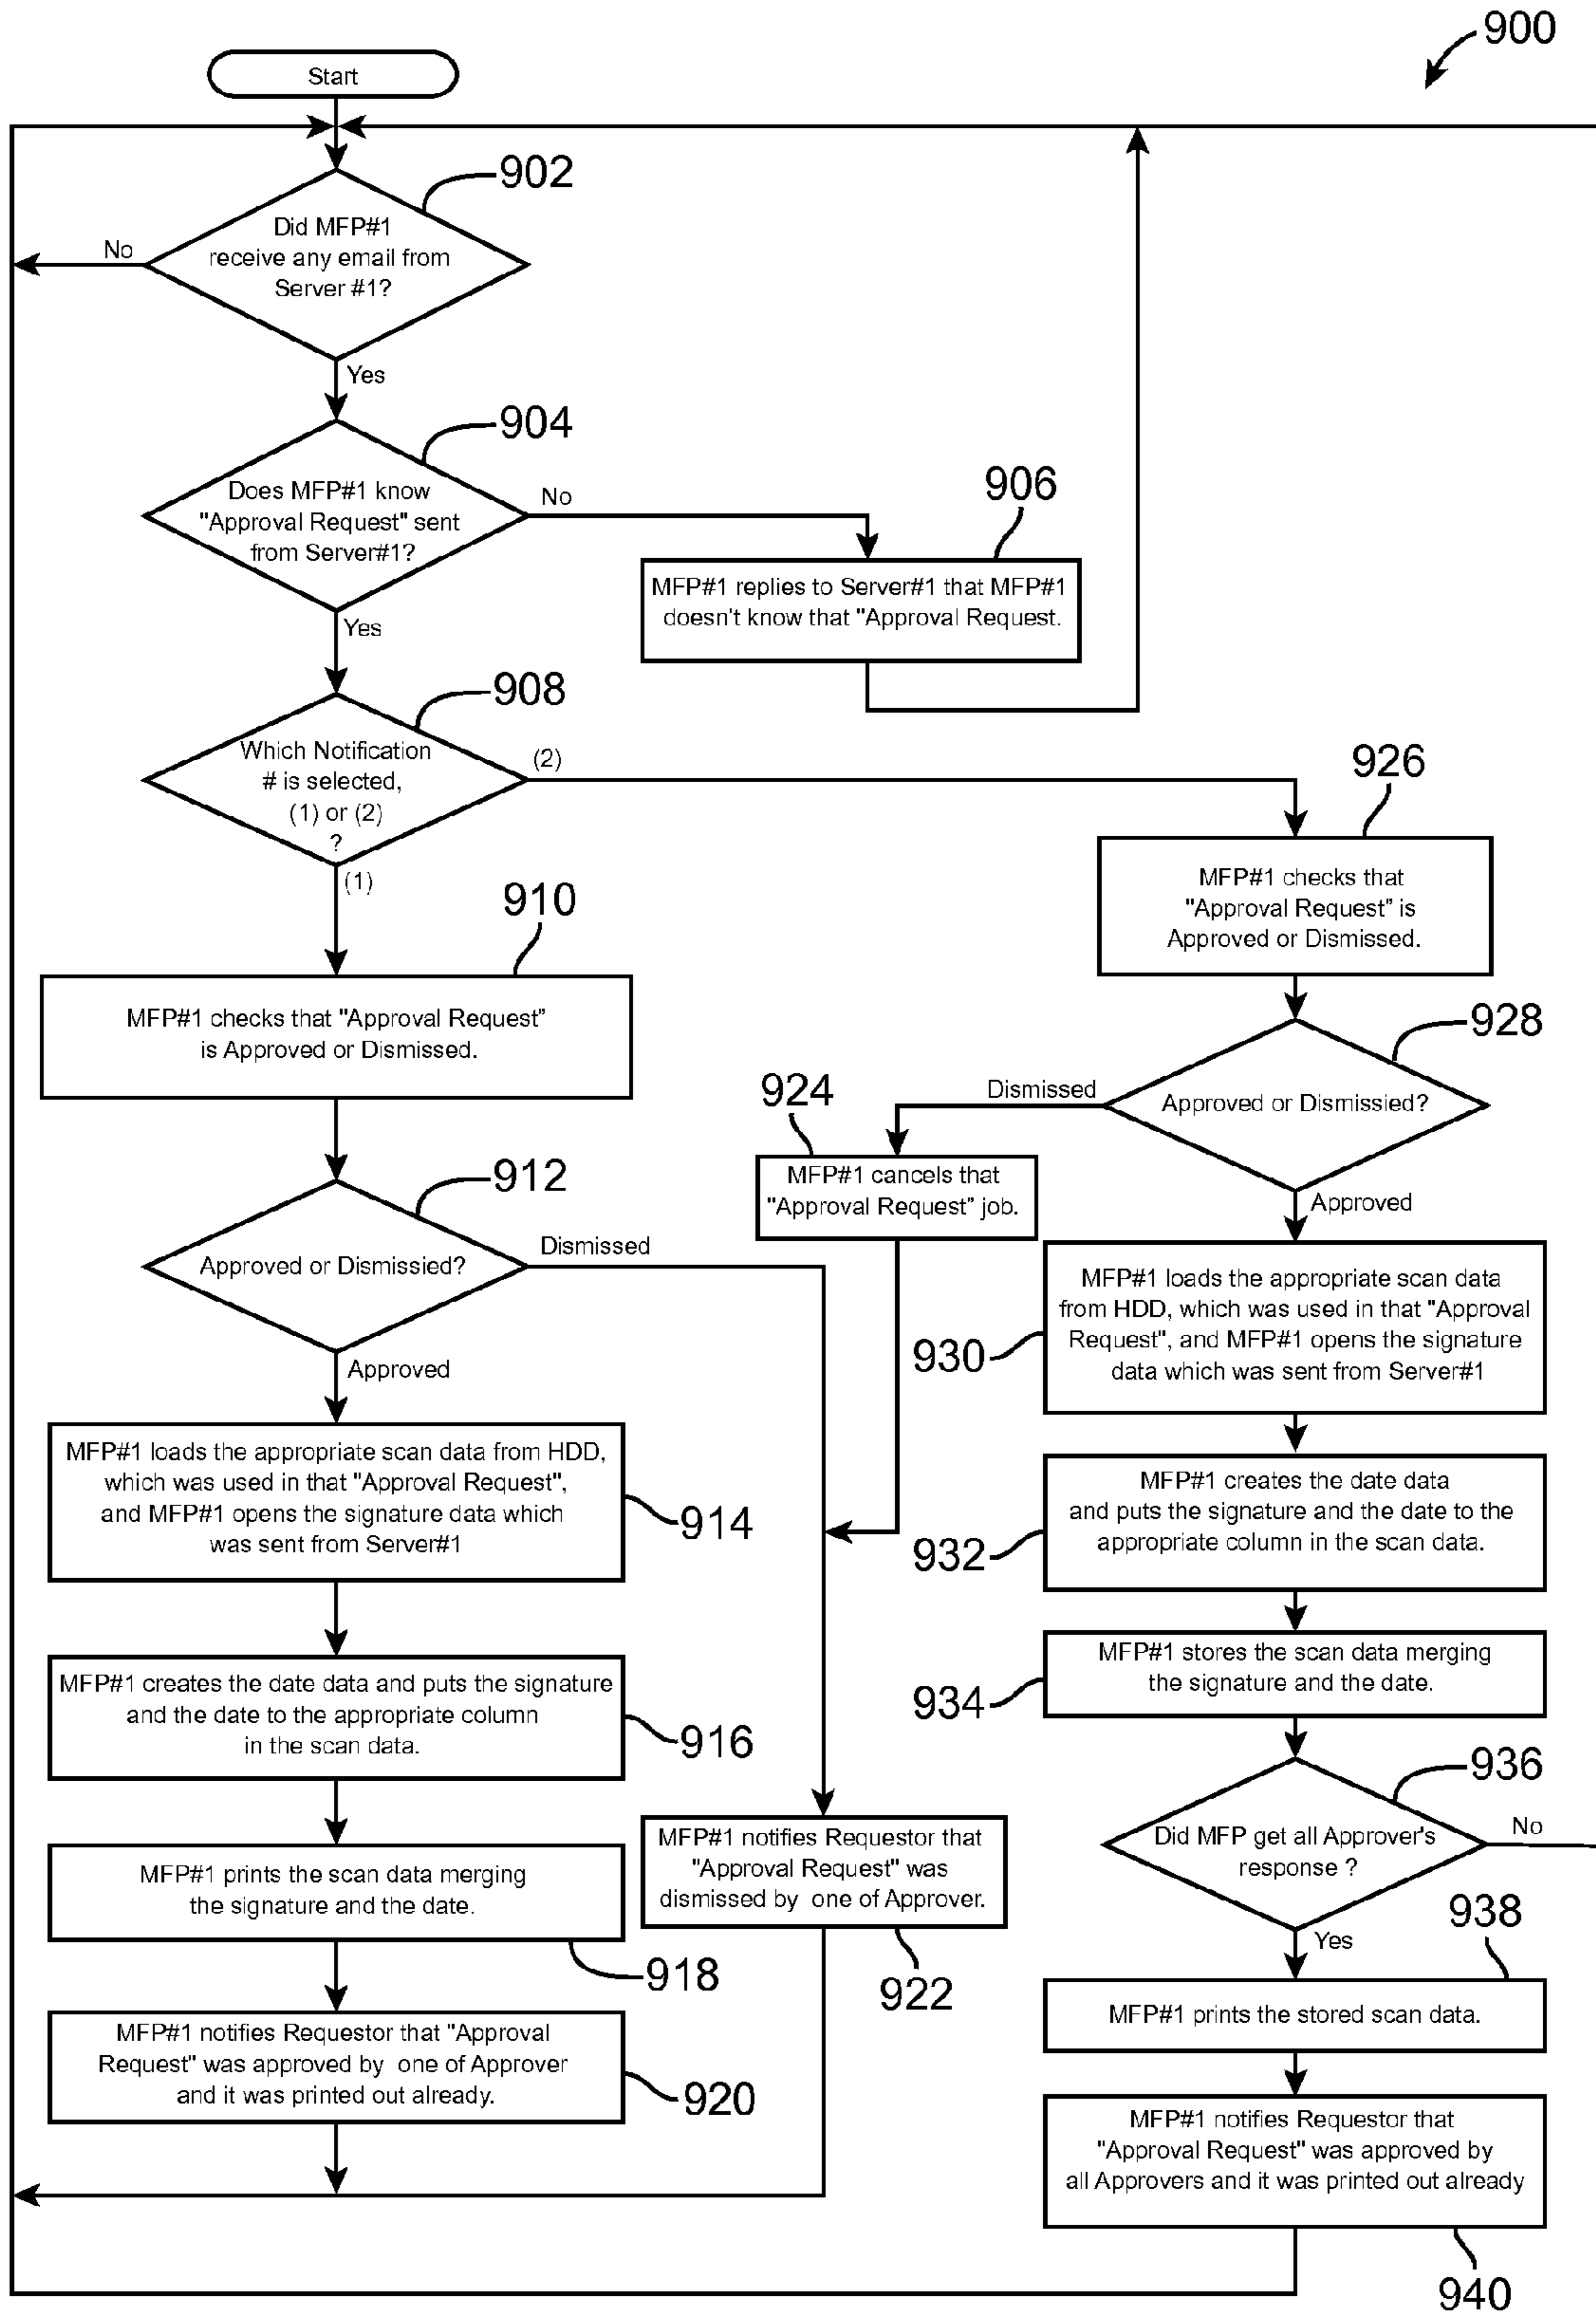 900
Start
902
Did MFP#1
receive any email from
Server #1?
No
Yes
904
Does MFP#1 know
"Approval Request" sent
from Server#1?
No
906
MFP#1 replies to Server#1 that MFP#1
doesn't know that "Approval Request.
Yes
908
Which Notification
# is selected,
(1) or (2)
?
(2)
(1)
926
MFP#1 checks that
"Approval Request" is
Approved or Dismissed.
910
MFP#1 checks that "Approval Request"
is Approved or Dismissed.
928
Approved or Dismissied?
Dismissed
924
MFP#1 cancels that
"Approval Request" job.
Approved
912
Approved or Dismissied?
Dismissed
Approved
930
MFP#1 loads the appropriate scan data
from HDD, which was used in that "Approval
Request", and MFP#1 opens the signature
data which was sent from Server#1
914
MFP#1 loads the appropriate scan data from HDD,
which was used in that "Approval Request",
and MFP#1 opens the signature data which
was sent from Server#1
932
MFP#1 creates the date data
and puts the signature and the date to the
appropriate column in the scan data.
934
MFP#1 stores the scan data merging
the signature and the date.
916
MFP#1 creates the date data and puts the signature
and the date to the appropriate column
in the scan data.
936
Did MFP get all Approver's
response ?
No
Yes
918
MFP#1 prints the scan data merging
the signature and the date.
922
MFP#1 notifies Requestor that
"Approval Request" was
dismissed by one of Approver.
938
MFP#1 prints the stored scan data.
920
MFP#1 notifies Requestor that "Approval
Request" was approved by one of Approver
and it was printed out already.
MFP#1 notifies Requestor that
"Approval Request" was approved by
all Approvers and it was printed out already
940